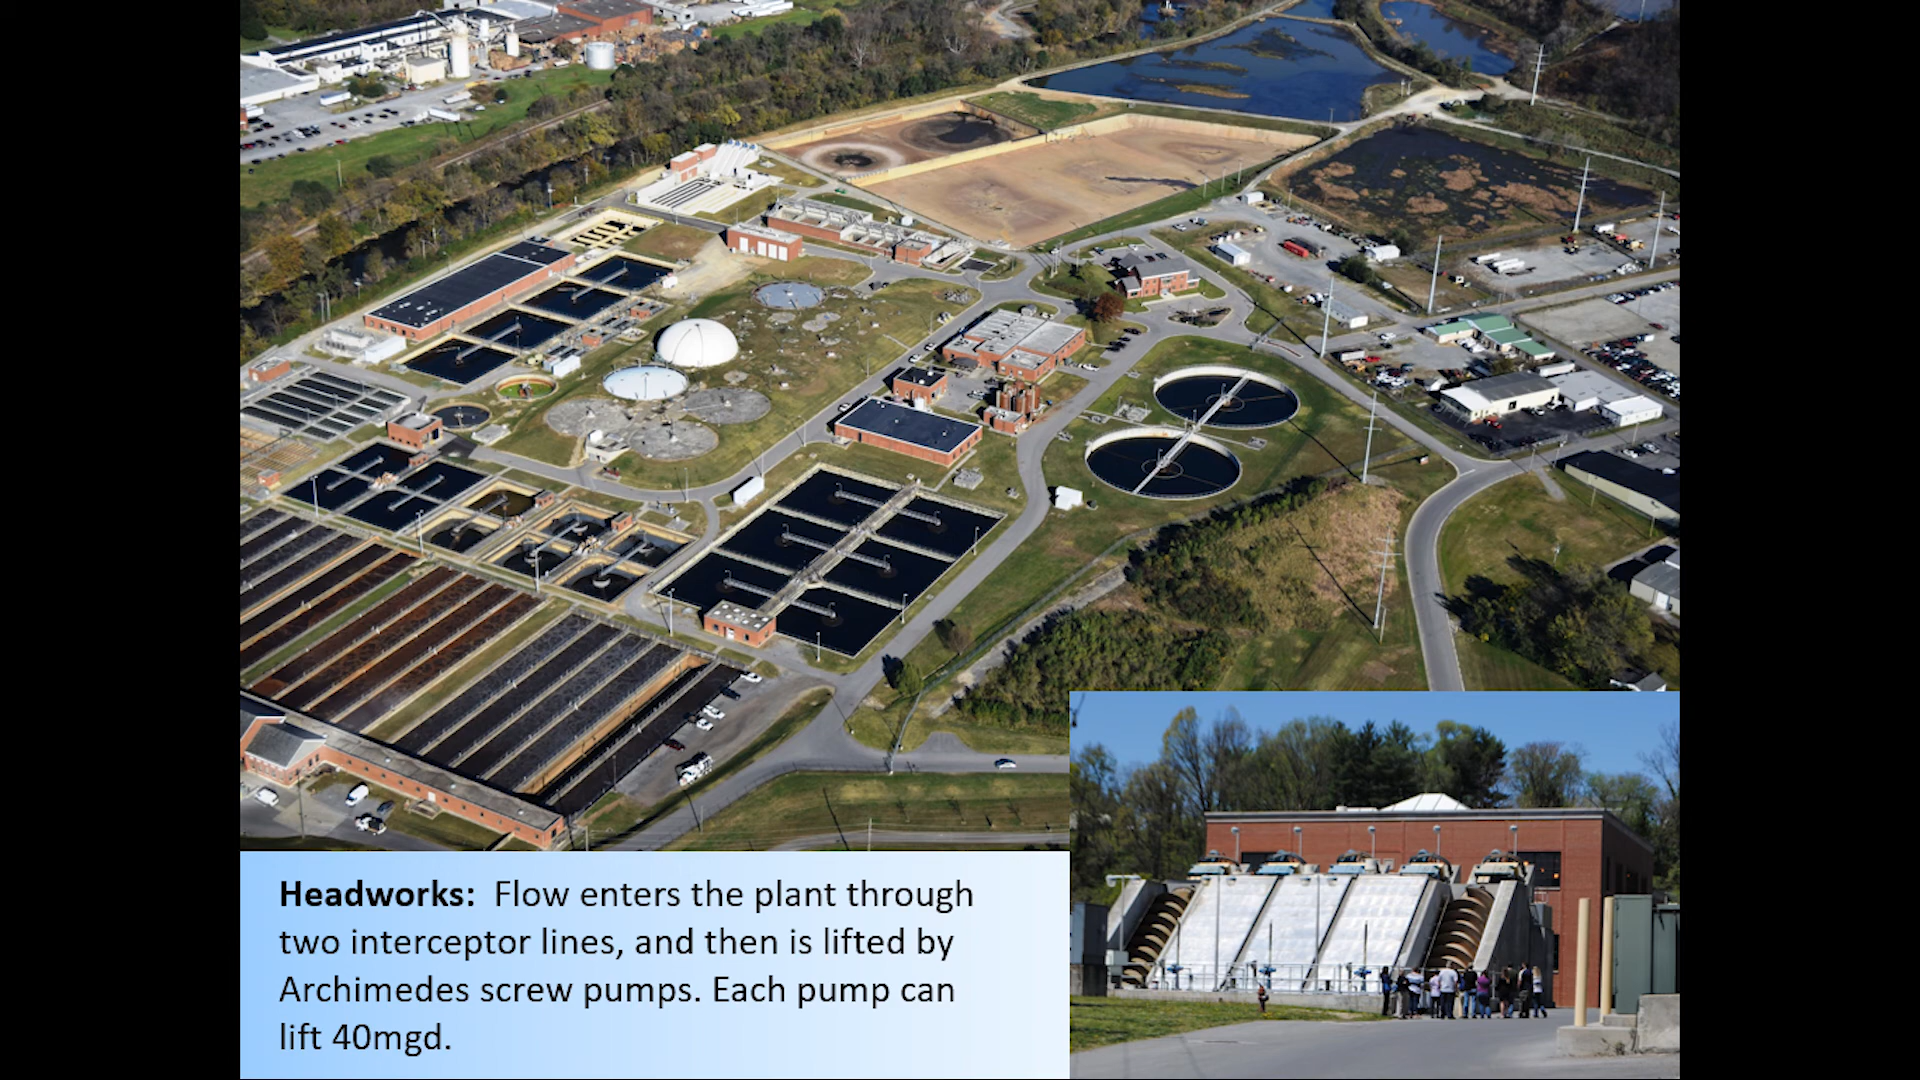 Headworks:  Flow enters the plant through
two interceptor lines, and then is lifted by
Archimedes screw pumps. Each pump can
lift 40mgd.